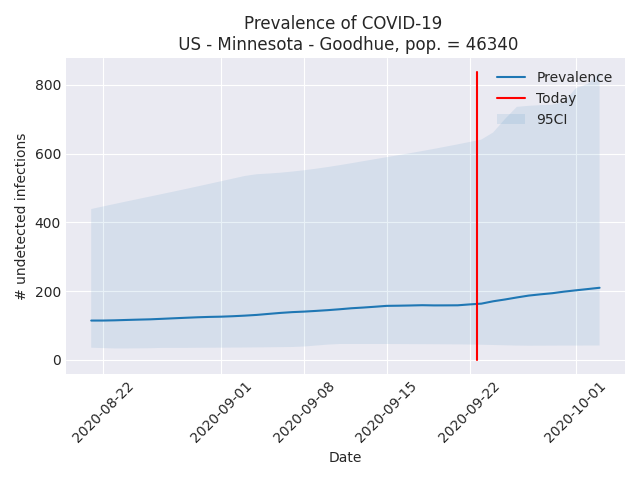 Prevalence of COVID-19
US - Minnesota - Goodhue, pop. = 46340
Prevalence
Today
95CI
# undetected infections
800
600
400
200
0
2020-08-22
2020-09-01
2020-09-08
2020-09-15
2020-09-22
2020-10-01
Date